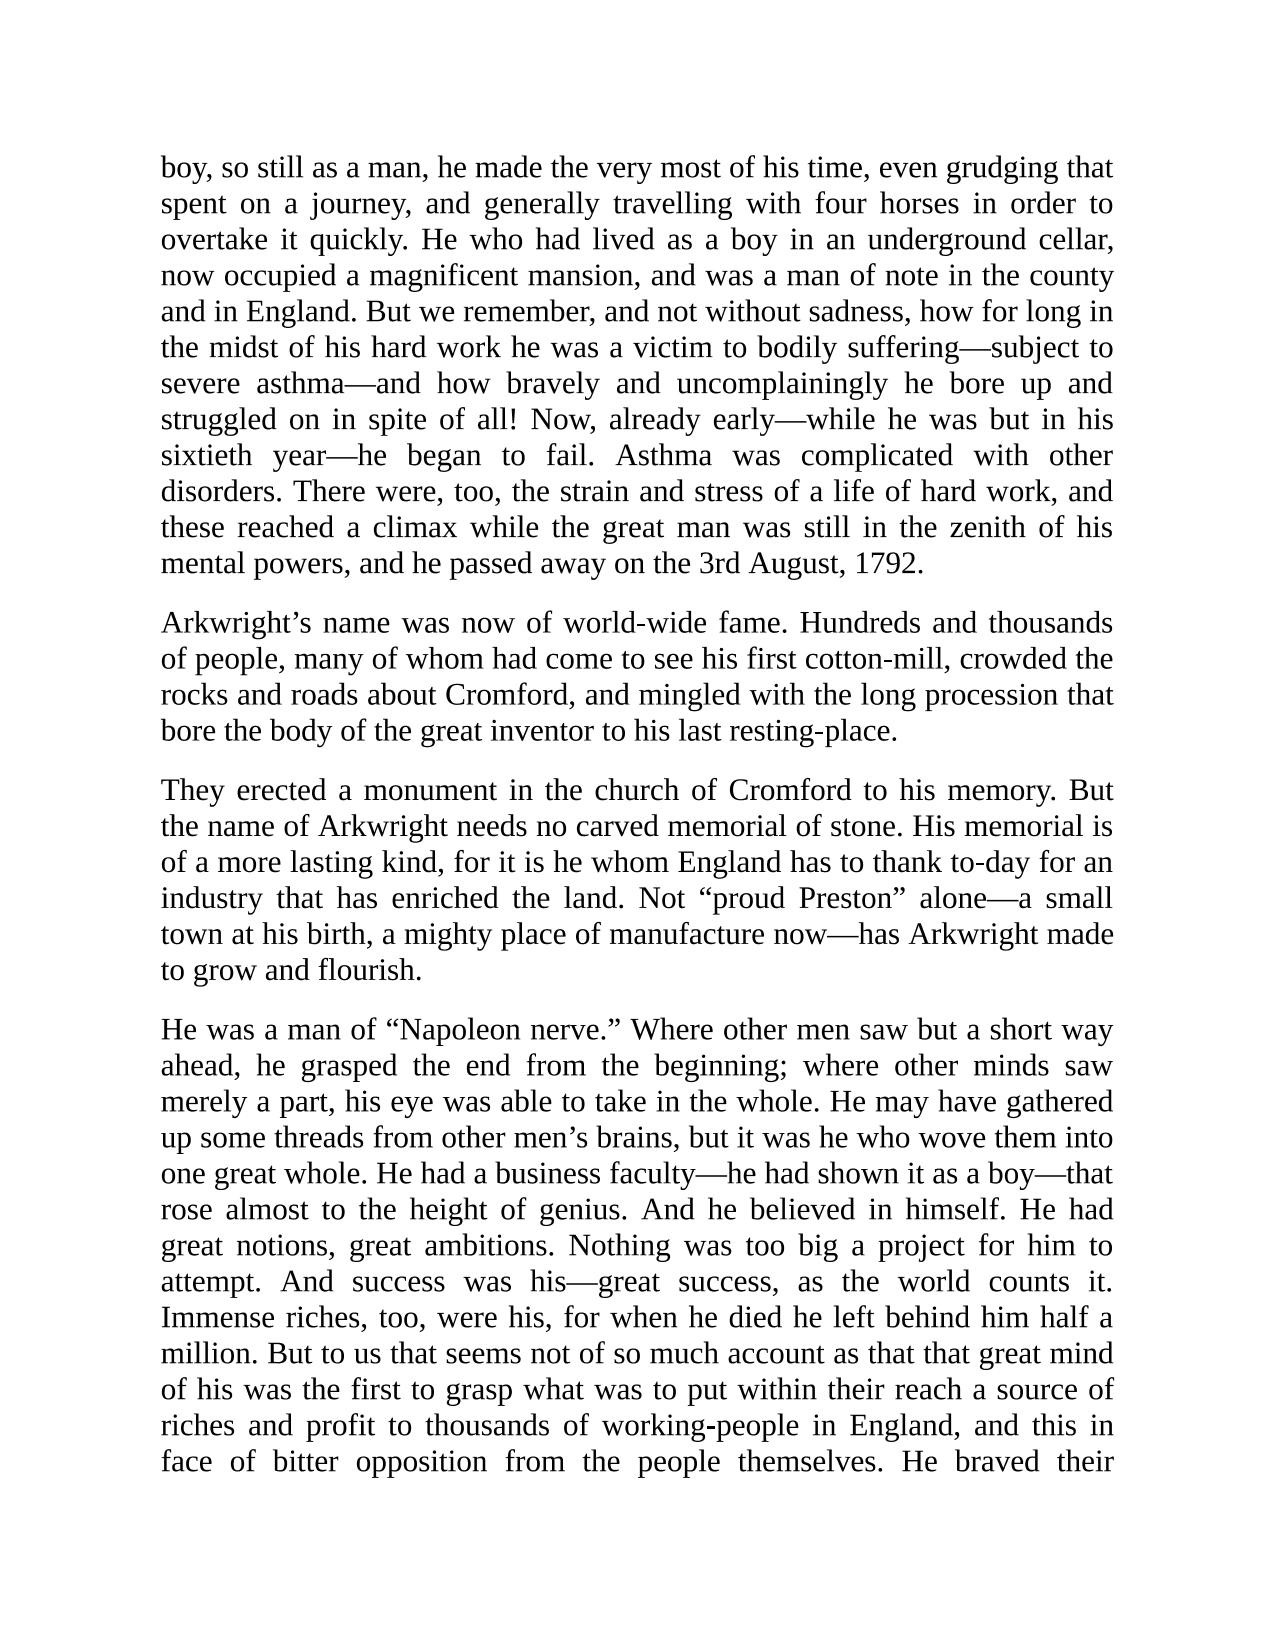 boy, so still as a man, he made the very most of his time, even grudging that
spent on a journey, and generally travelling with four horses in order to
overtake it quickly. He who had lived as a boy in an underground cellar,
now occupied a magnificent mansion, and was a man of note in the county
and in England. But we remember, and not without sadness, how for long in
the midst of his hard work he was a victim to bodily suffering—subject to
severe asthma—and how bravely and uncomplainingly he bore up and
struggled on in spite of all! Now, already early—while he was but in his
sixtieth year—he began to fail. Asthma was complicated with other
disorders. There were, too, the strain and stress of a life of hard work, and
these reached a climax while the great man was still in the zenith of his
mental powers, and he passed away on the 3rd August, 1792.
Arkwright’s name was now of world-wide fame. Hundreds and thousands
of people, many of whom had come to see his first cotton-mill, crowded the
rocks and roads about Cromford, and mingled with the long procession that
bore the body of the great inventor to his last resting-place.
They erected a monument in the church of Cromford to his memory. But
the name of Arkwright needs no carved memorial of stone. His memorial is
of a more lasting kind, for it is he whom England has to thank to-day for an
industry that has enriched the land. Not “proud Preston” alone—a small
town at his birth, a mighty place of manufacture now—has Arkwright made
to grow and flourish.
He was a man of “Napoleon nerve.” Where other men saw but a short way
ahead, he grasped the end from the beginning; where other minds saw
merely a part, his eye was able to take in the whole. He may have gathered
up some threads from other men’s brains, but it was he who wove them into
one great whole. He had a business faculty—he had shown it as a boy—that
rose almost to the height of genius. And he believed in himself. He had
great notions, great ambitions. Nothing was too big a project for him to
attempt. And success was his—great success, as the world counts it.
Immense riches, too, were his, for when he died he left behind him half a
million. But to us that seems not of so much account as that that great mind
of his was the first to grasp what was to put within their reach a source of
riches and profit to thousands of working-people in England, and this in
face of bitter opposition from the people themselves. He braved their